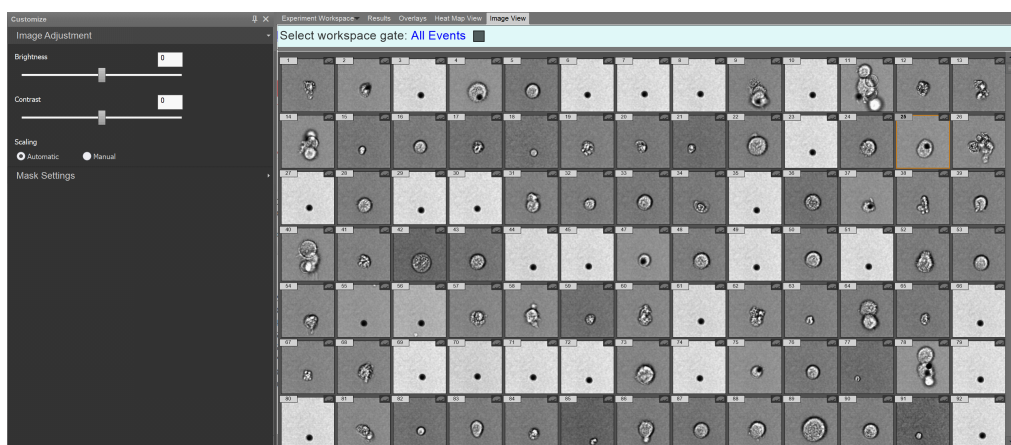 Customize
Image Adjustment
Brightness
0
Contrast
0
Scaling
Automatic Manual
Mask Settings
Experiment Workspace Results Overlays Heat Map View Image View
Select workspace gate: All Events
1 2 3 4 5 6 7 8 9 10 11 12 13
14 15 16 17 18 19 20 21 22 23 24 25 26
27 28 29 30 31 32 33 34 35 36 37 38 39
40 41 42 43 44 45 46 47 48 49 50 51 52 53
54 55 56 57 58 59 60 61 62 63 64 65 66
67 68 69 70 71 72 73 74 75 76 77 78 79
80 81 82 83 84 85 86 87 88 89 90 91 92